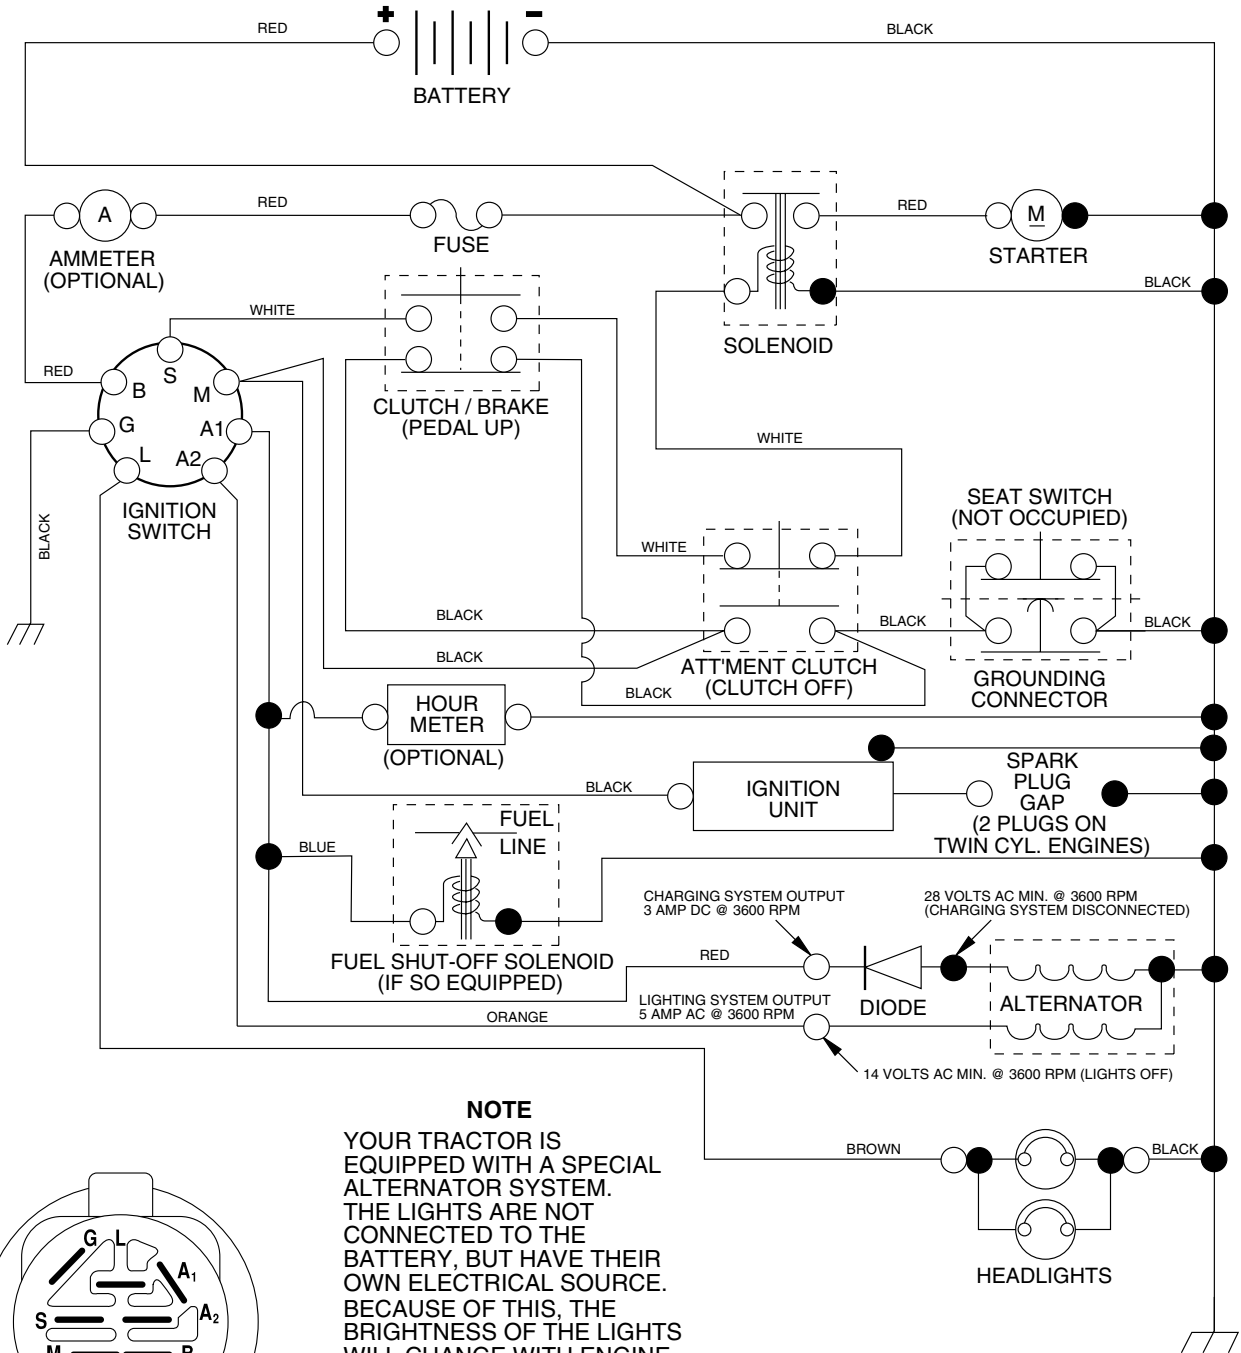 + −
RED
BLACK
BATTERY
A
RED
RED
M
FUSE
AMMETER
(OPTIONAL)
STARTER
BLACK
WHITE
SOLENOID
RED
S
B
M
CLUTCH / BRAKE
(PEDAL UP)
G
A1
L
A2
WHITE
IGNITION
SWITCH
BLACK
SEAT SWITCH
(NOT OCCUPIED)
WHITE
BLACK
BLACK
BLACK
BLACK
ATT'MENT CLUTCH
(CLUTCH OFF)
GROUNDING
CONNECTOR
BLACK
HOUR
METER
(OPTIONAL)
BLACK
IGNITION
UNIT
SPARK
PLUG
GAP
(2 PLUGS ON
TWIN CYL. ENGINES)
FUEL
LINE
BLUE
FUEL SHUT-OFF SOLENOID
(IF SO EQUIPPED)
CHARGING SYSTEM OUTPUT
3 AMP DC @ 3600 RPM
28 VOLTS AC MIN. @ 3600 RPM
(CHARGING SYSTEM DISCONNECTED)
RED
DIODE
ALTERNATOR
LIGHTING SYSTEM OUTPUT
5 AMP AC @ 3600 RPM
ORANGE
14 VOLTS AC MIN. @ 3600 RPM (LIGHTS OFF)
BROWN
BLACK
HEADLIGHTS
NOTE
YOUR TRACTOR IS
EQUIPPED WITH A SPECIAL
ALTERNATOR SYSTEM.
THE LIGHTS ARE NOT
CONNECTED TO THE
BATTERY, BUT HAVE THEIR
OWN ELECTRICAL SOURCE.
BECAUSE OF THIS, THE
BRIGHTNESS OF THE LIGHTS
WILL CHANGE WITH ENGINE
G L
A1
S
A2
M
B